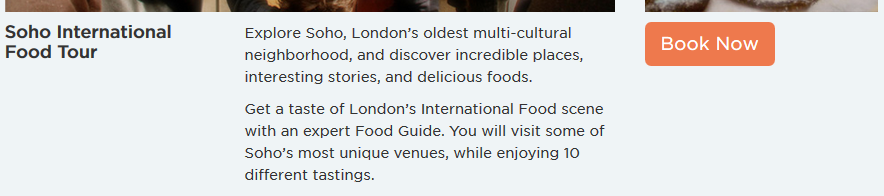 Soho International
Food Tour
Explore Soho, London's oldest multi-cultural
neighborhood, and discover incredible places,
interesting stories, and delicious foods.
Get a taste of London's International Food scene
with an expert Food Guide. You will visit some of
Soho's most unique venues, while enjoying 10
different tastings.
Book Now